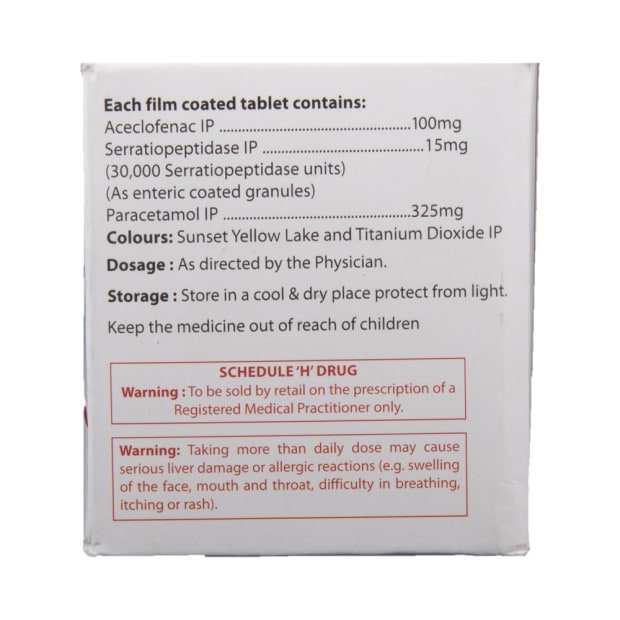 Each film coated tablet contains:
Aceclofenac IP ................................................100mg
Serratiopeptidase IP .........................................15mg
(30,000 Serratiopeptidase units)
(As enteric coated granules)
Paracetamol IP ................................................325mg
Colours: Sunset Yellow Lake and Titanium Dioxide IP
Dosage : As directed by the Physician.
Storage : Store in a cool & dry place protect from light.
Keep the medicine out of reach of children
SCHEDULE 'H' DRUG
Warning : To be sold by retail on the prescription of a
Registered Medical Practitioner only.
Warning: Taking more than daily dose may cause
serious liver damage or allergic reactions (e.g. swelling
of the face, mouth and throat, difficulty in breathing,
itching or rash).